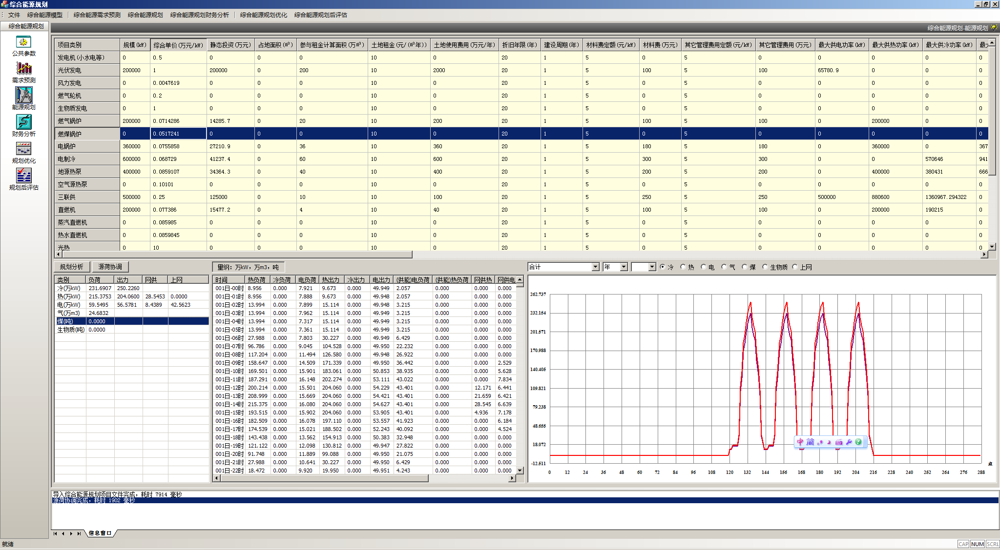 综合能源规划
文件 综合能源模型 综合能源需求预测 综合能源规划 综合能源规划财务分析 综合能源规划优化 综合能源规划后评估
综合能源规划
综合能源规划-能源规划
公共参数
需求预测
能源规划
财务分析
规划优化
规划后评估
项目类别 规模(kW) 综合单价(万元/kW) 静态投资(万元) 占地面积(㎡) 参与租金计算面积(万㎡) 土地租金(元/(㎡年)) 土地使用费用(万元/年) 折旧年限(年) 建设周期(年) 材料费定额(元/kW) 材料费(万元) 其它管理费用定额(元/kW) 其它管理费用(万元) 最大供电功率(kW) 最大供热功率(kW) 最大供冷功率(kW) 最大
发电机(小水电等) 0 0.5 0 0 0 10 0 20 1 5 0 5 0 0 0 0 0
光伏发电 200000 1 200000 0 200 10 2000 20 1 5 100 5 100 65780.9 0 0 0
风力发电 0 0.0047619 0 0 0 10 0 20 1 5 0 5 0 0 0 0 0
燃气轮机 0 0.2 0 0 0 10 0 20 1 5 0 5 0 0 0 0 0
生物质发电 0 1 0 0 0 10 0 20 1 5 0 5 0 0 0 0 0
燃气锅炉 200000 0.0714286 14285.7 0 20 10 200 20 1 5 100 5 100 0 200000 0 0
燃煤锅炉 0 0.0517241 0 0 0 10 0 20 1 5 0 5 0 0 0 0 0
电锅炉 360000 0.0755858 27210.9 0 36 10 360 20 1 5 180 5 180 0 360000 0 367
电制冷 600000 0.068729 41237.4 0 60 10 600 20 1 5 300 5 300 0 0 570646 941
地源热泵 400000 0.0859107 34364.3 0 40 10 400 20 1 5 200 5 200 0 400000 380431 666
空气源热泵 0 0.10101 0 0 0 10 0 20 1 5 0 5 0 0 0 0 0
三联供 500000 0.25 125000 0 10 10 100 20 1 5 250 5 250 500000 880600 1360967.294322 0
直燃机 200000 0.077386 15477.2 0 4 10 40 20 1 5 100 5 100 0 200000 190215 0
蒸汽直燃机 0 0.085985 0 0 0 10 0 20 1 5 0 5 0 0 0 0 0
热水直燃机 0 0.0859845 0 0 0 10 0 20 1 5 0 5 0 0 0 0 0
光热 0 10 0 0 0 10 0 20 1 5 0 5 0 0 0 0 0
规划分析 源荷协调 量纲: 万kW, 万m3, 吨 合计 年 冷 热 电 气 煤 生物质 上网
类别 负荷 出力 网供 上网
冷(万kW) 231.6907 250.2260
热(万kW) 215.3753 204.0600 28.5453 0.0000
电(万kW) 59.5495 56.5781 8.4389 42.5623
气(万m3) 24.6832
煤(吨) 0.0000
生物质(吨) 0.0000
时间 热负荷 冷负荷 电负荷 热出力 冷出力 电出力 (供能)电负荷 (供能)热负荷 网供热 网供电
001日-00时 8.956 0.000 7.921 9.673 0.000 49.949 2.057 0.000 0.000 0.000
001日-01时 8.956 0.000 7.888 9.673 0.000 49.948 2.057 0.000 0.000 0.000
001日-02时 13.994 0.000 7.899 15.114 0.000 49.948 3.215 0.000 0.000 0.000
001日-03时 13.994 0.000 7.962 15.114 0.000 49.949 3.215 0.000 0.000 0.000
001日-04时 13.994 0.000 7.317 15.114 0.000 49.949 3.215 0.000 0.000 0.000
001日-05时 13.994 0.000 7.361 15.114 0.000 49.949 3.215 0.000 0.000 0.000
001日-06时 27.988 0.000 7.803 30.227 0.000 49.949 6.429 0.000 0.000 0.000
001日-07时 96.786 0.000 9.045 104.528 0.000 49.950 22.232 0.000 0.000 0.000
001日-08时 117.204 0.000 11.494 126.580 0.000 49.948 26.922 0.000 0.000 0.000
001日-09时 158.647 0.000 14.509 171.339 0.000 49.950 36.442 0.000 0.000 2.529
001日-10时 169.501 0.000 15.901 183.061 0.000 50.853 38.935 0.000 0.000 5.628
001日-11时 187.291 0.000 16.148 202.274 0.000 53.111 43.022 0.000 0.000 7.834
001日-12时 200.214 0.000 15.501 204.060 0.000 54.229 43.401 0.000 12.171 6.441
001日-13时 208.999 0.000 15.669 204.060 0.000 54.421 43.401 0.000 21.659 6.421
001日-14时 215.375 0.000 16.080 204.060 0.000 54.627 43.401 0.000 28.545 6.639
001日-15时 193.515 0.000 15.902 204.060 0.000 53.905 43.401 0.000 4.936 7.178
001日-16时 182.509 0.000 16.078 197.110 0.000 53.557 41.923 0.000 0.000 6.184
001日-17时 174.539 0.000 15.021 188.502 0.000 52.243 40.092 0.000 0.000 4.524
001日-18时 143.438 0.000 13.562 154.913 0.000 50.383 32.948 0.000 0.000 0.000
001日-19时 121.122 0.000 12.098 130.812 0.000 49.947 27.822 0.000 0.000 0.000
001日-20时 91.748 0.000 11.889 99.088 0.000 49.950 21.075 0.000 0.000 0.000
001日-21时 27.988 0.000 10.641 30.227 0.000 49.950 6.429 0.000 0.000 0.000
001日-22时 18.472 0.000 9.920 19.950 0.000 49.951 4.243 0.000 0.000 0.000
262.737
232.154
201.571
170.988
140.405
109.821
79.238
48.655
18.072
-12.511
中 简
点
0 12 24 36 48 60 72 84 96 108 120 132 144 156 168 180 192 204 216 228 240 252 264 276 288
导入综合能源规划项目文件完成, 耗时 7914 毫秒
源荷协调完成, 耗时 1902 毫秒
信息窗口
就绪
CAP NUM SCRL